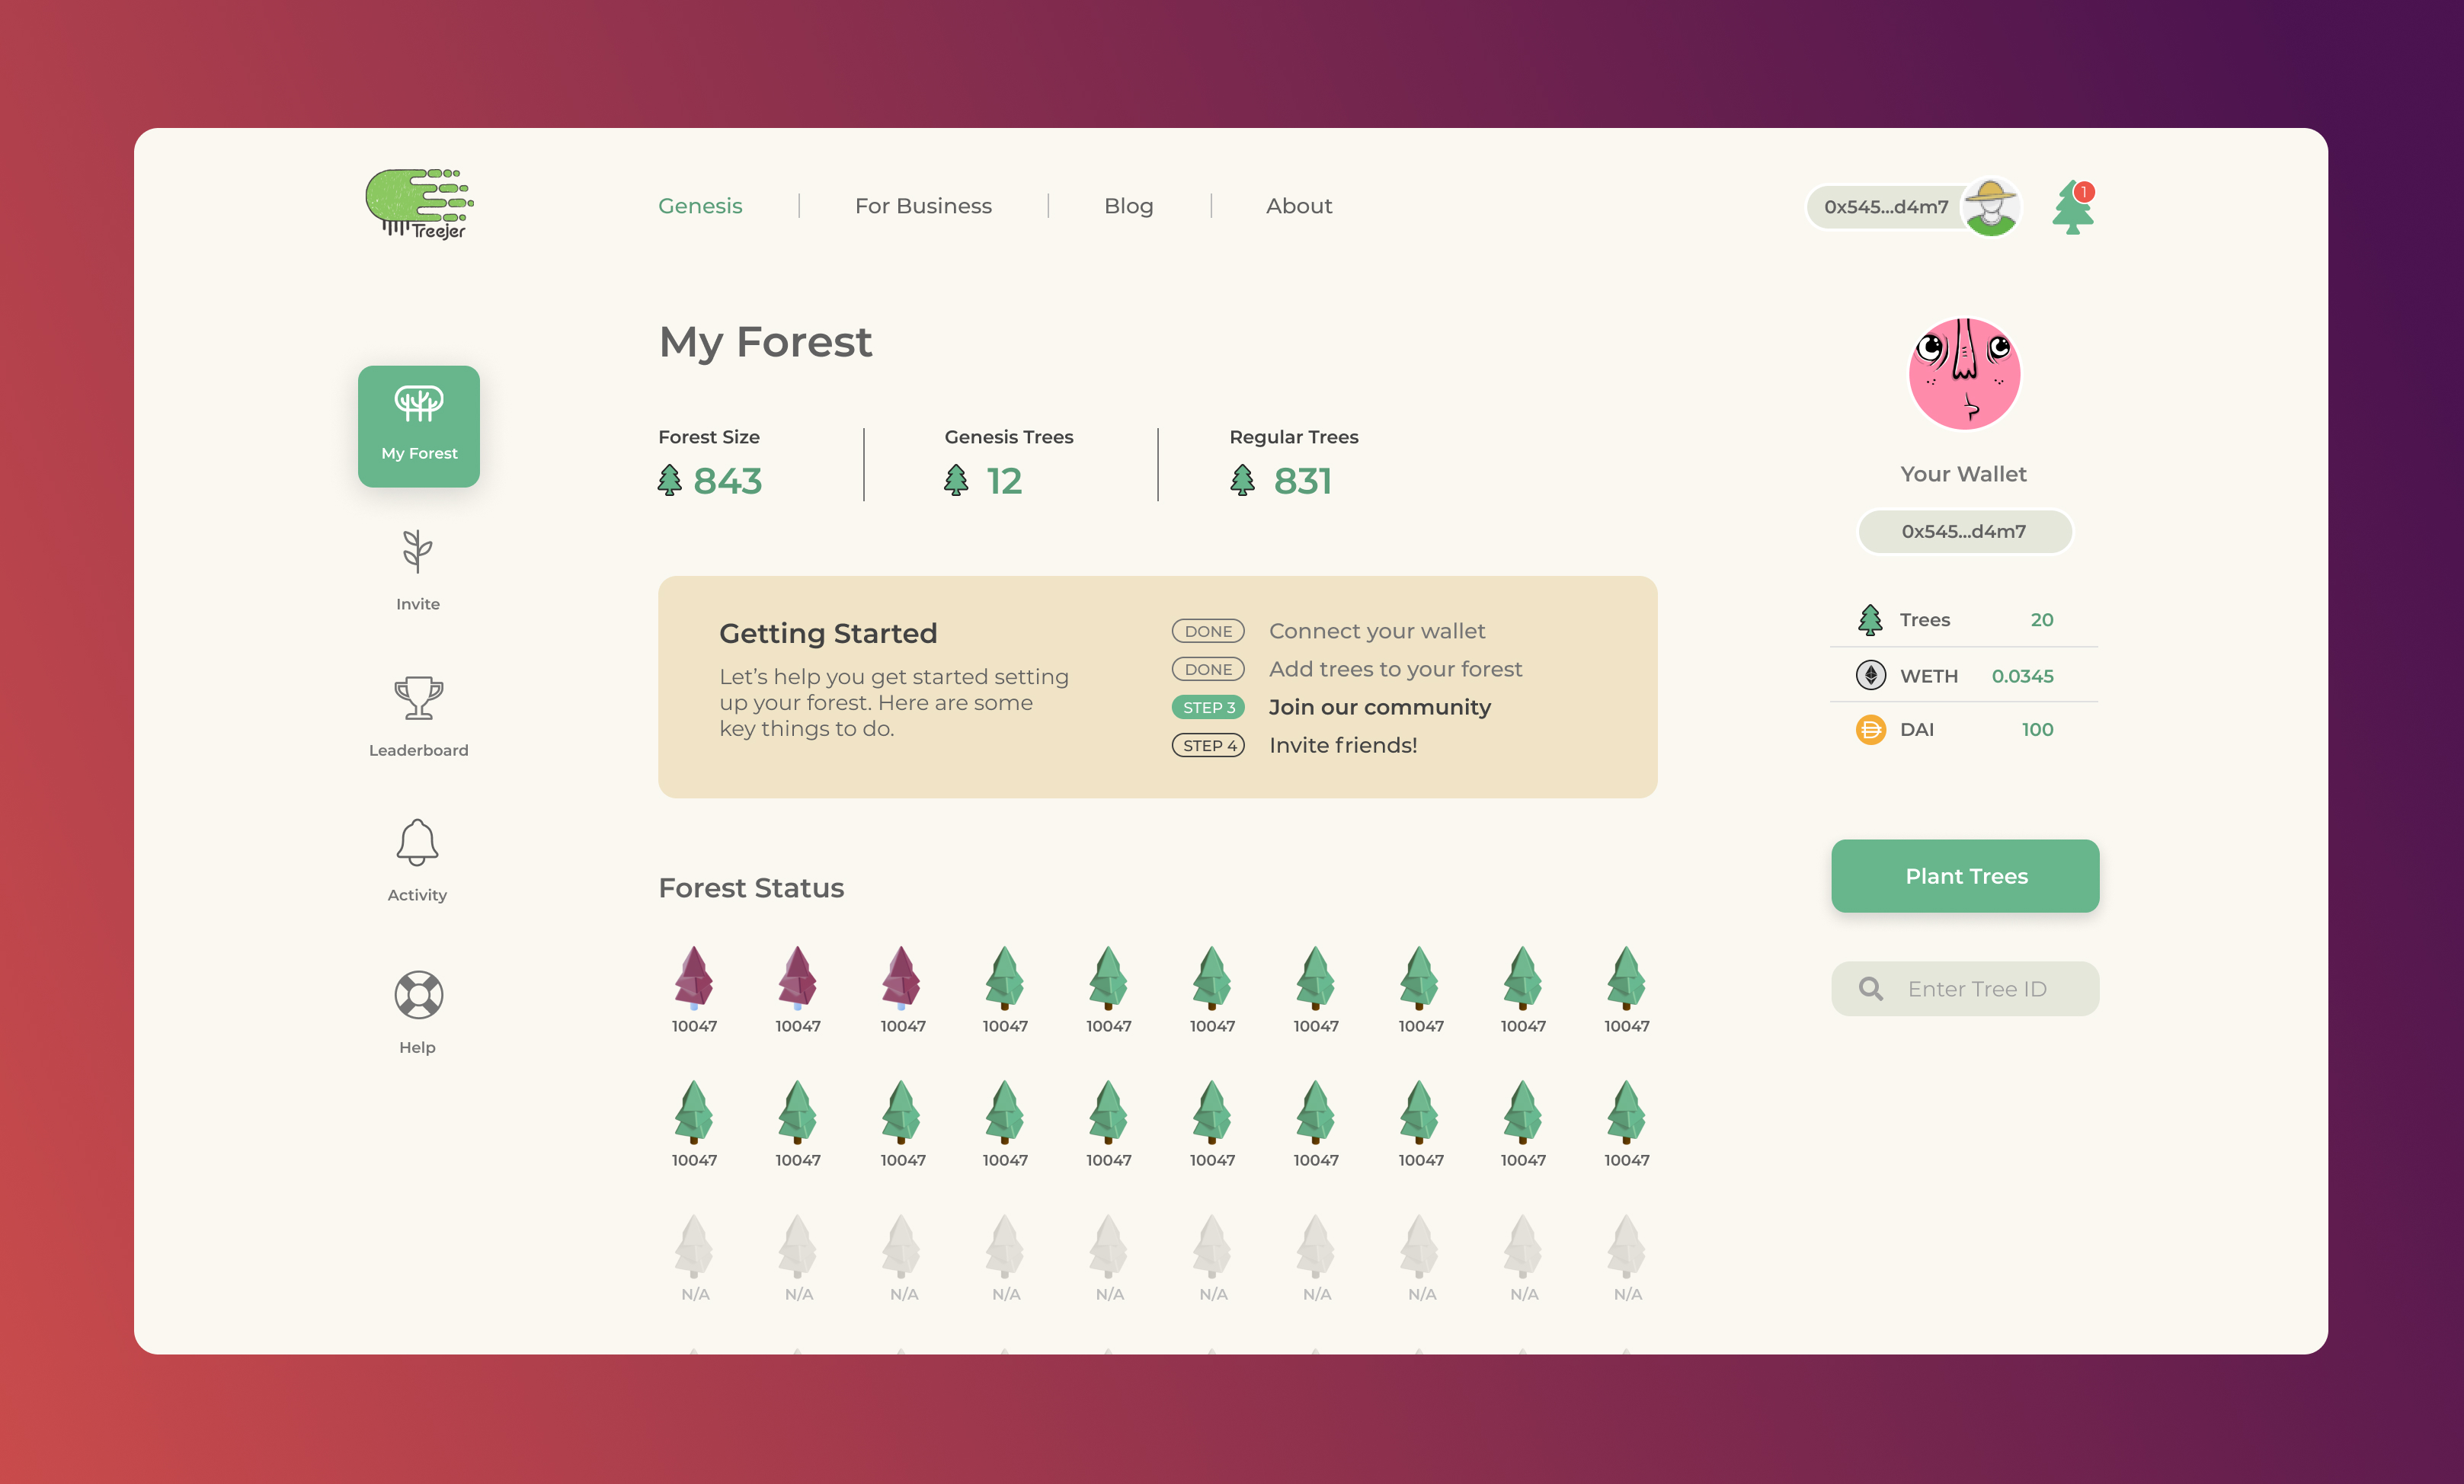 Treejer
Genesis
For Business
Blog
About
0x545...d4m7
1
My Forest
Invite
Leaderboard
Activity
Help
My Forest
Forest Size
843
Genesis Trees
12
Regular Trees
831
Getting Started
Let’s help you get started setting
up your forest. Here are some
key things to do.
DONE Connect your wallet
DONE Add trees to your forest
STEP 3 Join our community
STEP 4 Invite friends!
Forest Status
10047 10047 10047 10047 10047 10047 10047 10047 10047 10047
10047 10047 10047 10047 10047 10047 10047 10047 10047 10047
N/A N/A N/A N/A N/A N/A N/A N/A N/A N/A
Your Wallet
0x545...d4m7
Trees 20
WETH 0.0345
DAI 100
Plant Trees
Enter Tree ID